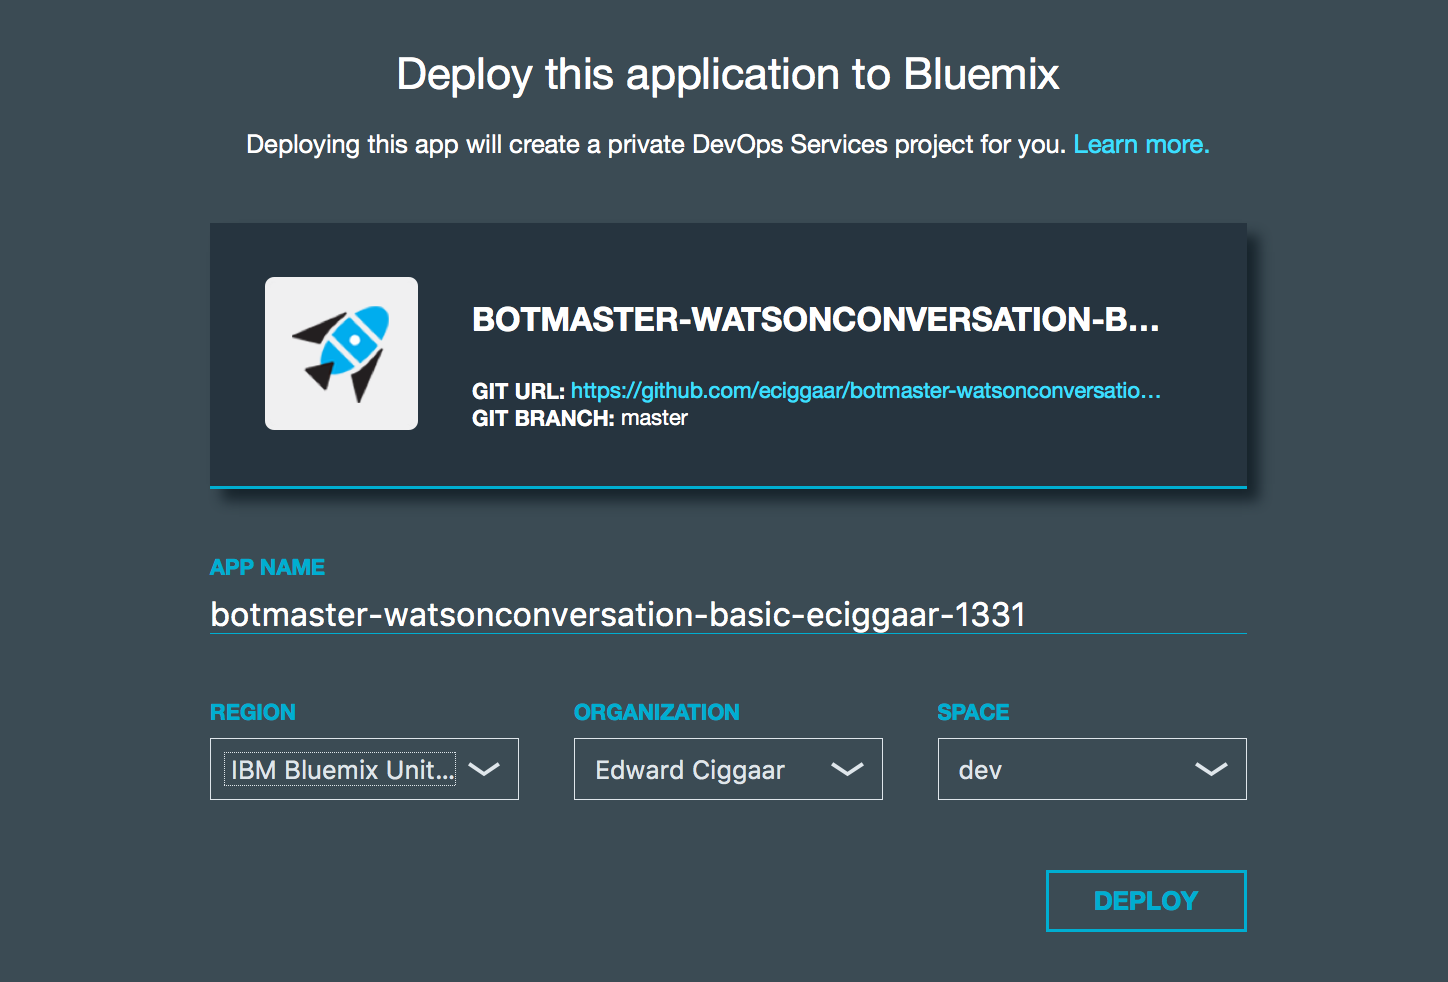 Deploy this application to Bluemix
Deploying this app will create a private DevOps Services project for you. Learn more.
BOTMASTER-WATSONCONVERSATION-B...
GIT URL: https://github.com/eciggaar/botmaster-watsonconversatio...
GIT BRANCH: master
APP NAME
botmaster-watsonconversation-basic-eciggaar-1331
REGION ORGANIZATION SPACE
IBM Bluemix Unit... Edward Ciggaar dev
DEPLOY